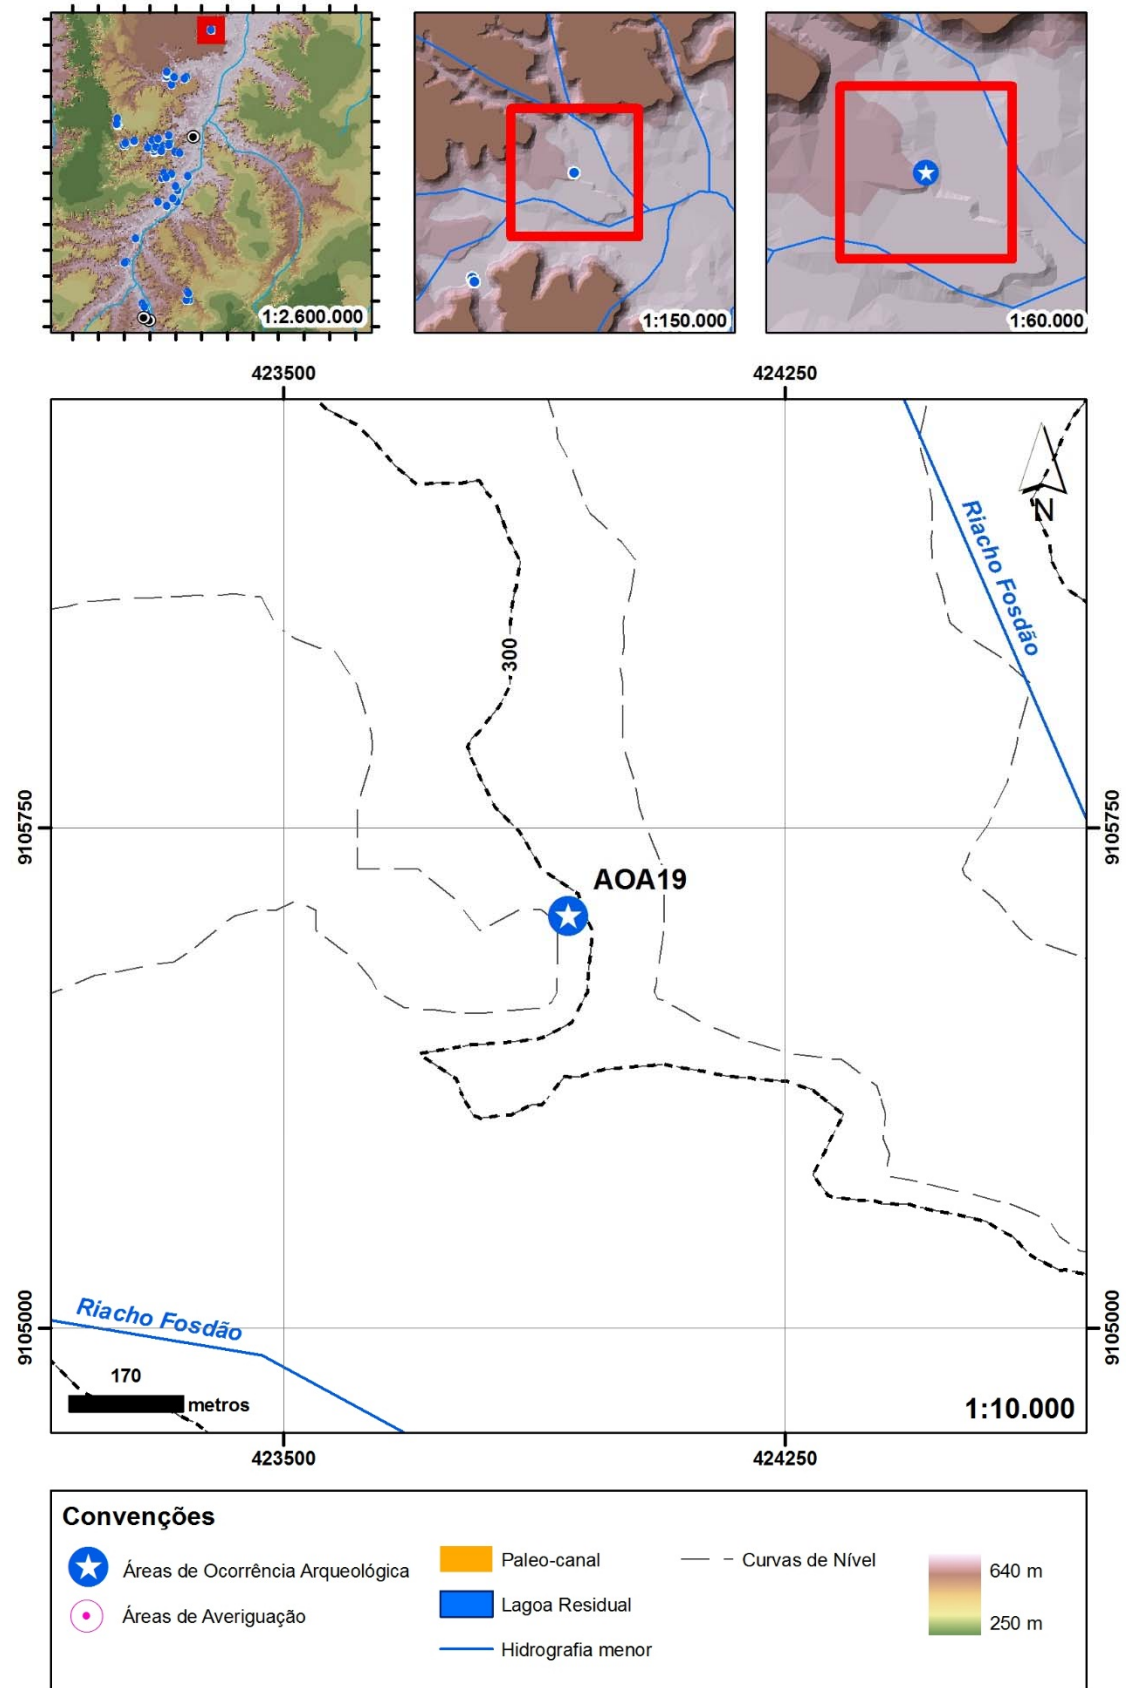 1:2.600.000
1:150.000
1:60.000
423500
424250
N
Riacho Fosdão
300
9105750
9105750
AOA19
Riacho Fosdão
9105000
9105000
170
metros
1:10.000
423500
424250
Convenções
Áreas de Ocorrência Arqueológica
Áreas de Averiguação
Paleo-canal
Lagoa Residual
Hidrografia menor
Curvas de Nível
640 m
250 m